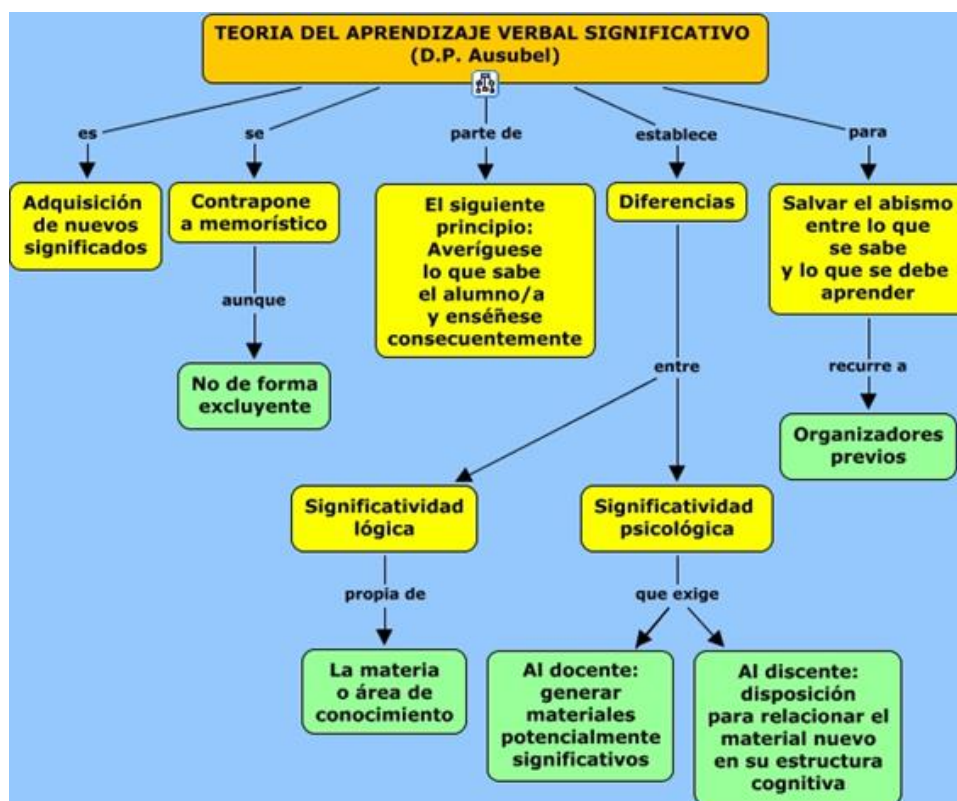 TEORIA DEL APRENDIZAJE VERBAL SIGNIFICATIVO
(D.P. Ausubel)
es
se
parte de
establece
para
Adquisición
de nuevos
significados
Contrapone
a memorístico
El siguiente
principio:
Averíguese
lo que sabe
el alumno/a
y enséñese
consecuentemente
Diferencias
Salvar el abismo
entre lo que
se sabe
y lo que se debe
aprender
aunque
entre
recurre a
No de forma
excluyente
Organizadores
previos
Significatividad
lógica
Significatividad
psicológica
propia de
que exige
La materia
o área de
conocimiento
Al docente:
generar
materiales
potencialmente
significativos
Al discente:
disposición
para relacionar el
material nuevo
en su estructura
cognitiva